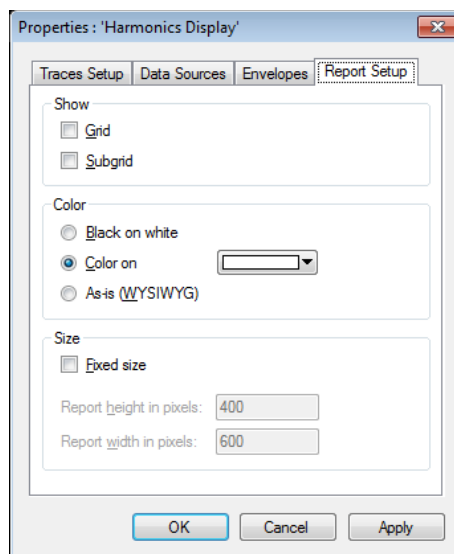 Properties : 'Harmonics Display'
Traces Setup Data Sources Envelopes Report Setup
Show
Grid
Subgrid
Color
Black on white
Color on
As-is (WYSIWYG)
Size
Fixed size
Report height in pixels: 400
Report width in pixels: 600
OK Cancel Apply